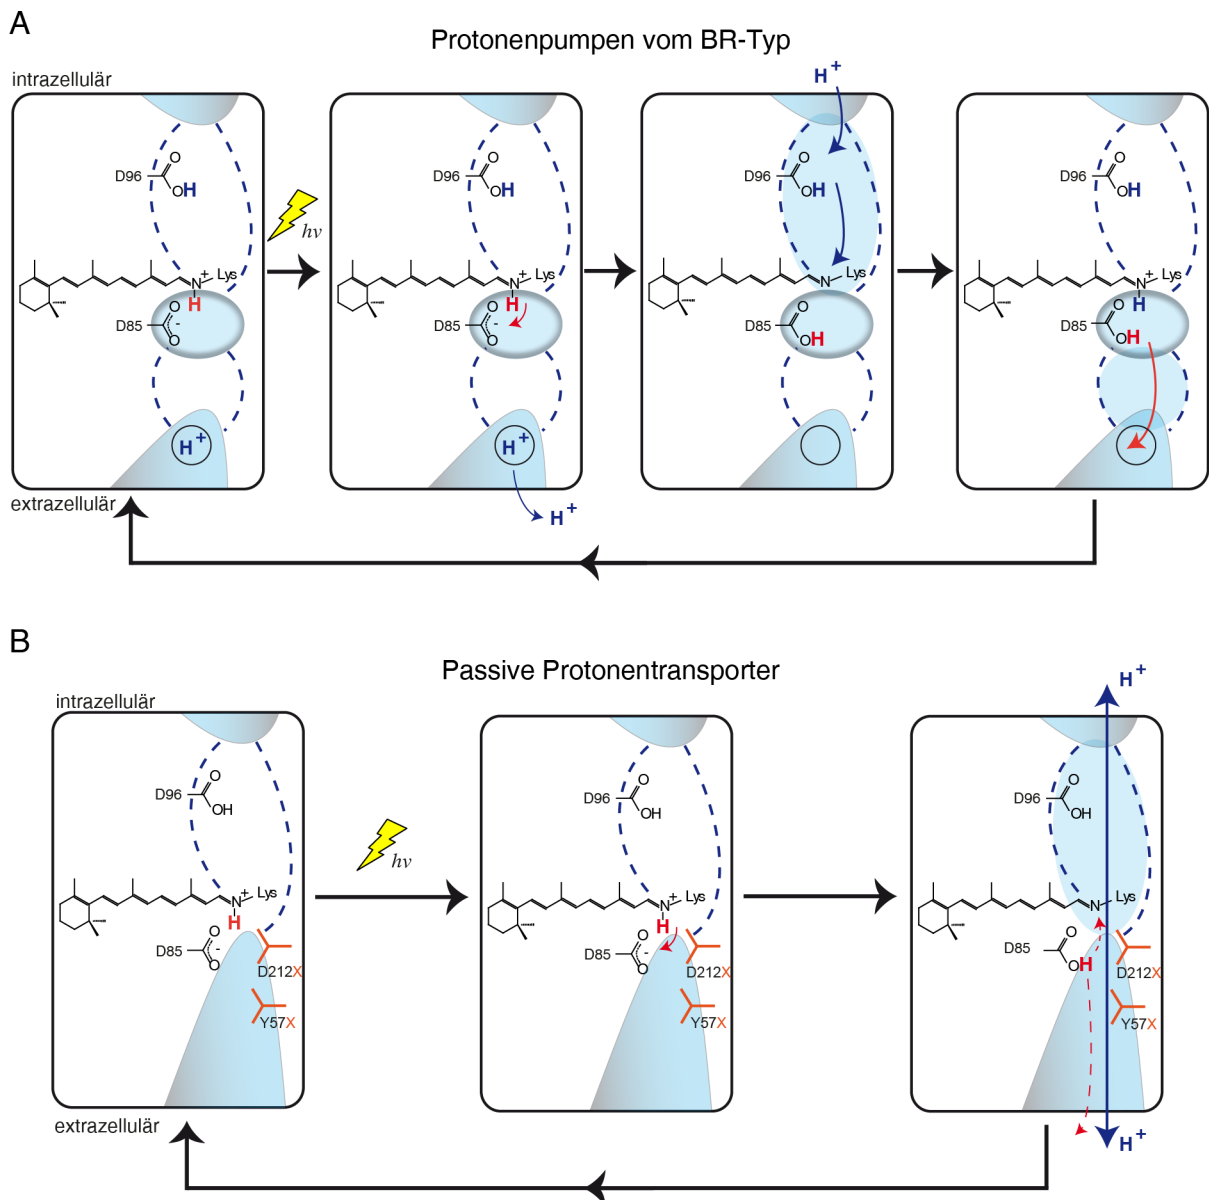 A
Protonenpumpen vom BR-Typ
intrazellulär
H+
D96
O
OH
D96
O
OH
D96
O
OH
D96
O
OH
hν
N+
Lys
H
N+
Lys
H
N
Lys
N+
Lys
H
D85
O
-
O
D85
O
-
O
D85
O
OH
D85
O
OH
H+
H+
extrazellulär
H+
B
Passive Protonentransporter
intrazellulär
H+
D96
O
OH
D96
O
OH
D96
O
OH
hν
N+
Lys
H
N+
Lys
H
N
Lys
D85
O
-
O
D85
O
-
O
D85
O
OH
D212X
D212X
D212X
Y57X
Y57X
Y57X
extrazellulär
H+